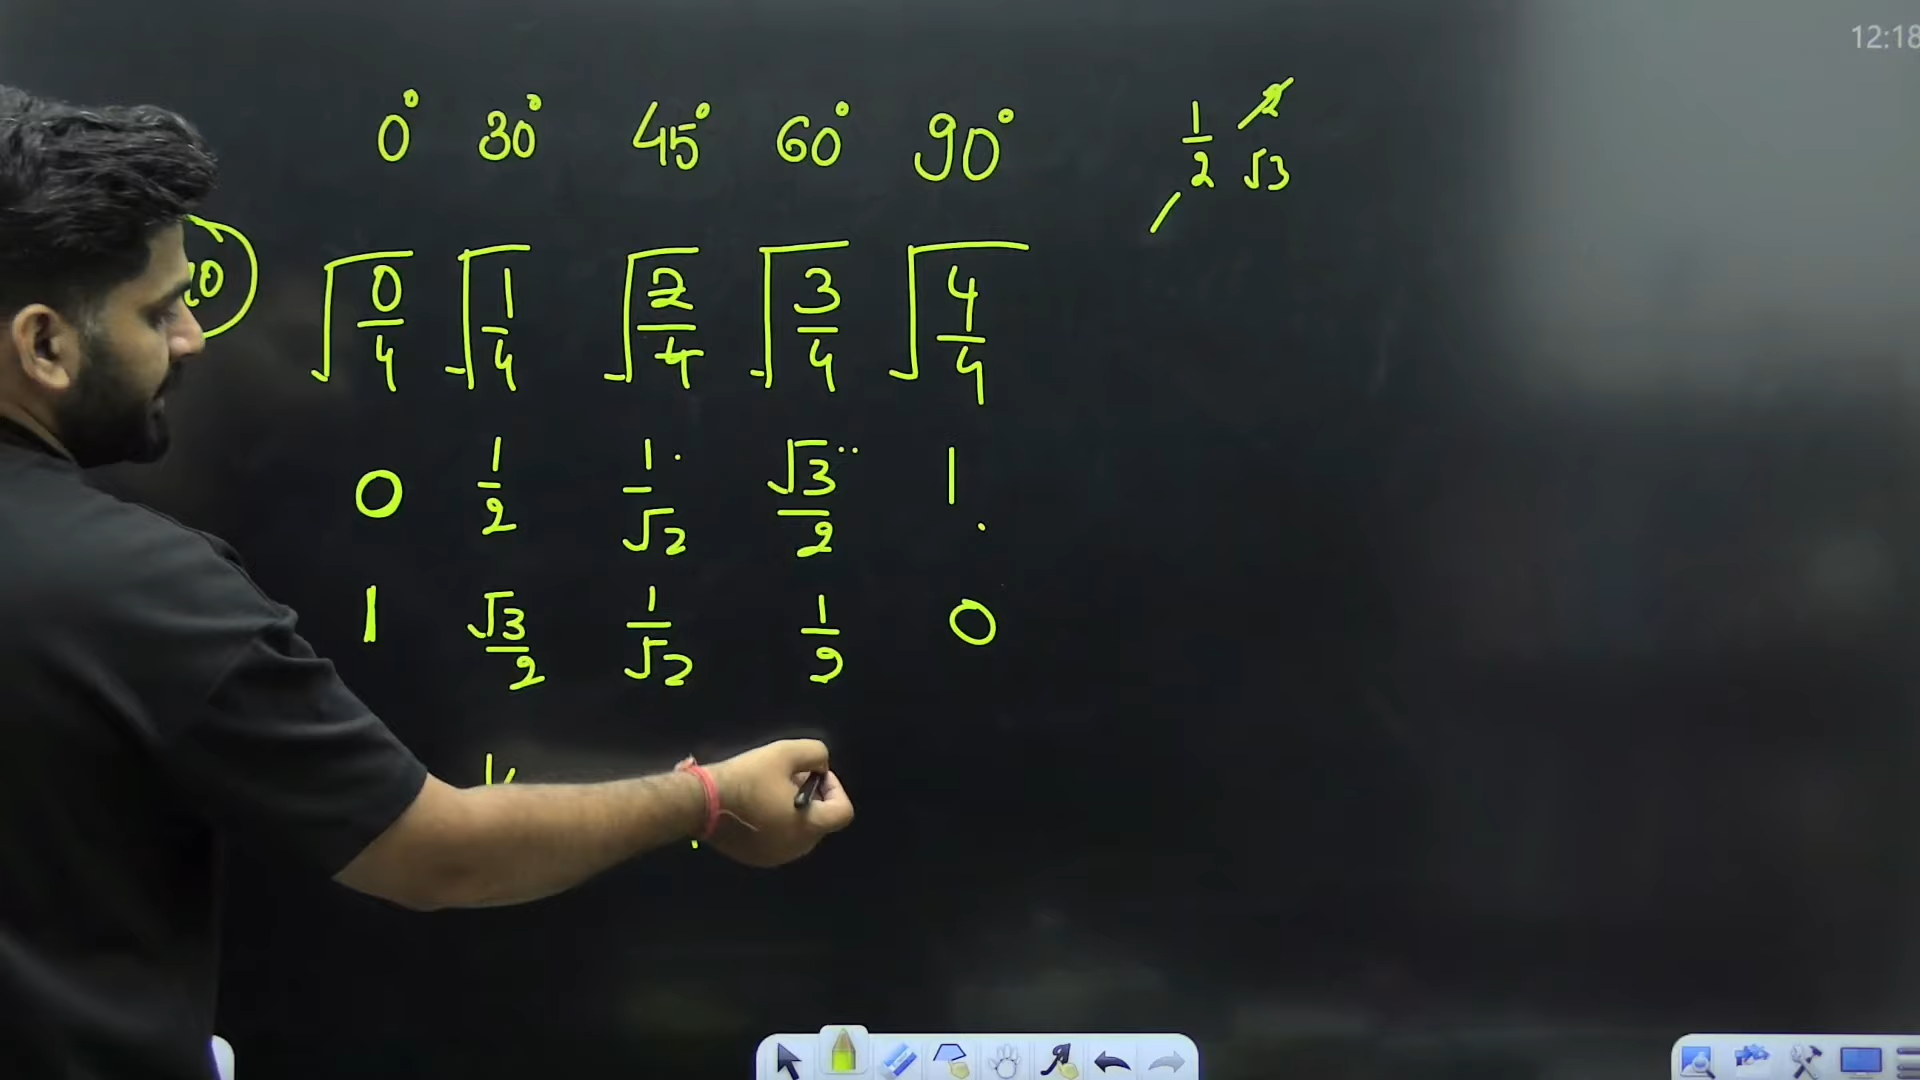 12:18
0° 30° 45° 60° 90°
1/2 2/√3
√0/4 √1/4 √2/4 √3/4 √4/4
0 1/2 1/√2 √3/2 1
1 √3/2 1/√2 1/2 0